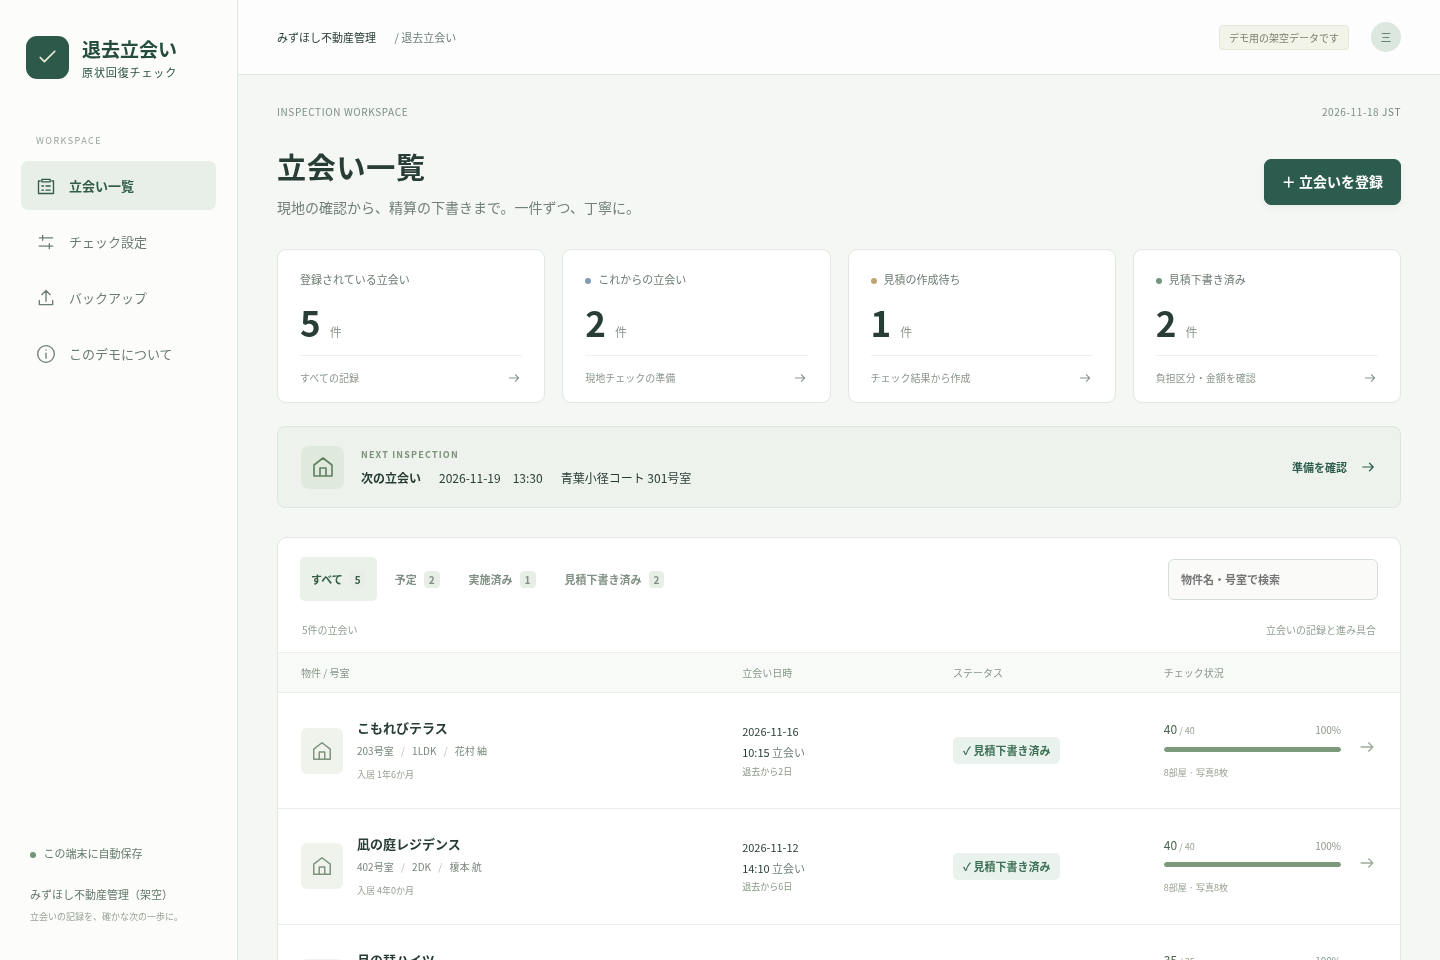 退去立会い
原状回復チェック
WORKSPACE
立会い一覧
チェック設定
バックアップ
このデモについて
この端末に自動保存
みずほし不動産管理（架空）
立会いの記録を、確かな次の一歩に。
みずほし不動産管理 / 退去立会い
デモ用の架空データです
三
INSPECTION WORKSPACE
2026-11-18 JST
立会い一覧
現地の確認から、精算の下書きまで。一件ずつ、丁寧に。
＋ 立会いを登録
登録されている立会い
5 件
すべての記録
これからの立会い
2 件
現地チェックの準備
見積の作成待ち
1 件
チェック結果から作成
見積下書き済み
2 件
負担区分・金額を確認
NEXT INSPECTION
次の立会い 2026-11-19 13:30 青葉小径コート 301号室
準備を確認
すべて 5 予定 2 実施済み 1 見積下書き済み 2
物件名・号室で検索
5件の立会い
立会いの記録と進み具合
物件 / 号室 立会い日時 ステータス チェック状況
こもれびテラス
203号室 / 1LDK / 花村 紬
入居 1年6か月
2026-11-16
10:15 立会い
退去から2日
✓ 見積下書き済み
40 / 40 100%
8部屋・写真8枚
凪の庭レジデンス
402号室 / 2DK / 榎本 航
入居 4年0か月
2026-11-12
14:10 立会い
退去から6日
✓ 見積下書き済み
40 / 40 100%
8部屋・写真8枚